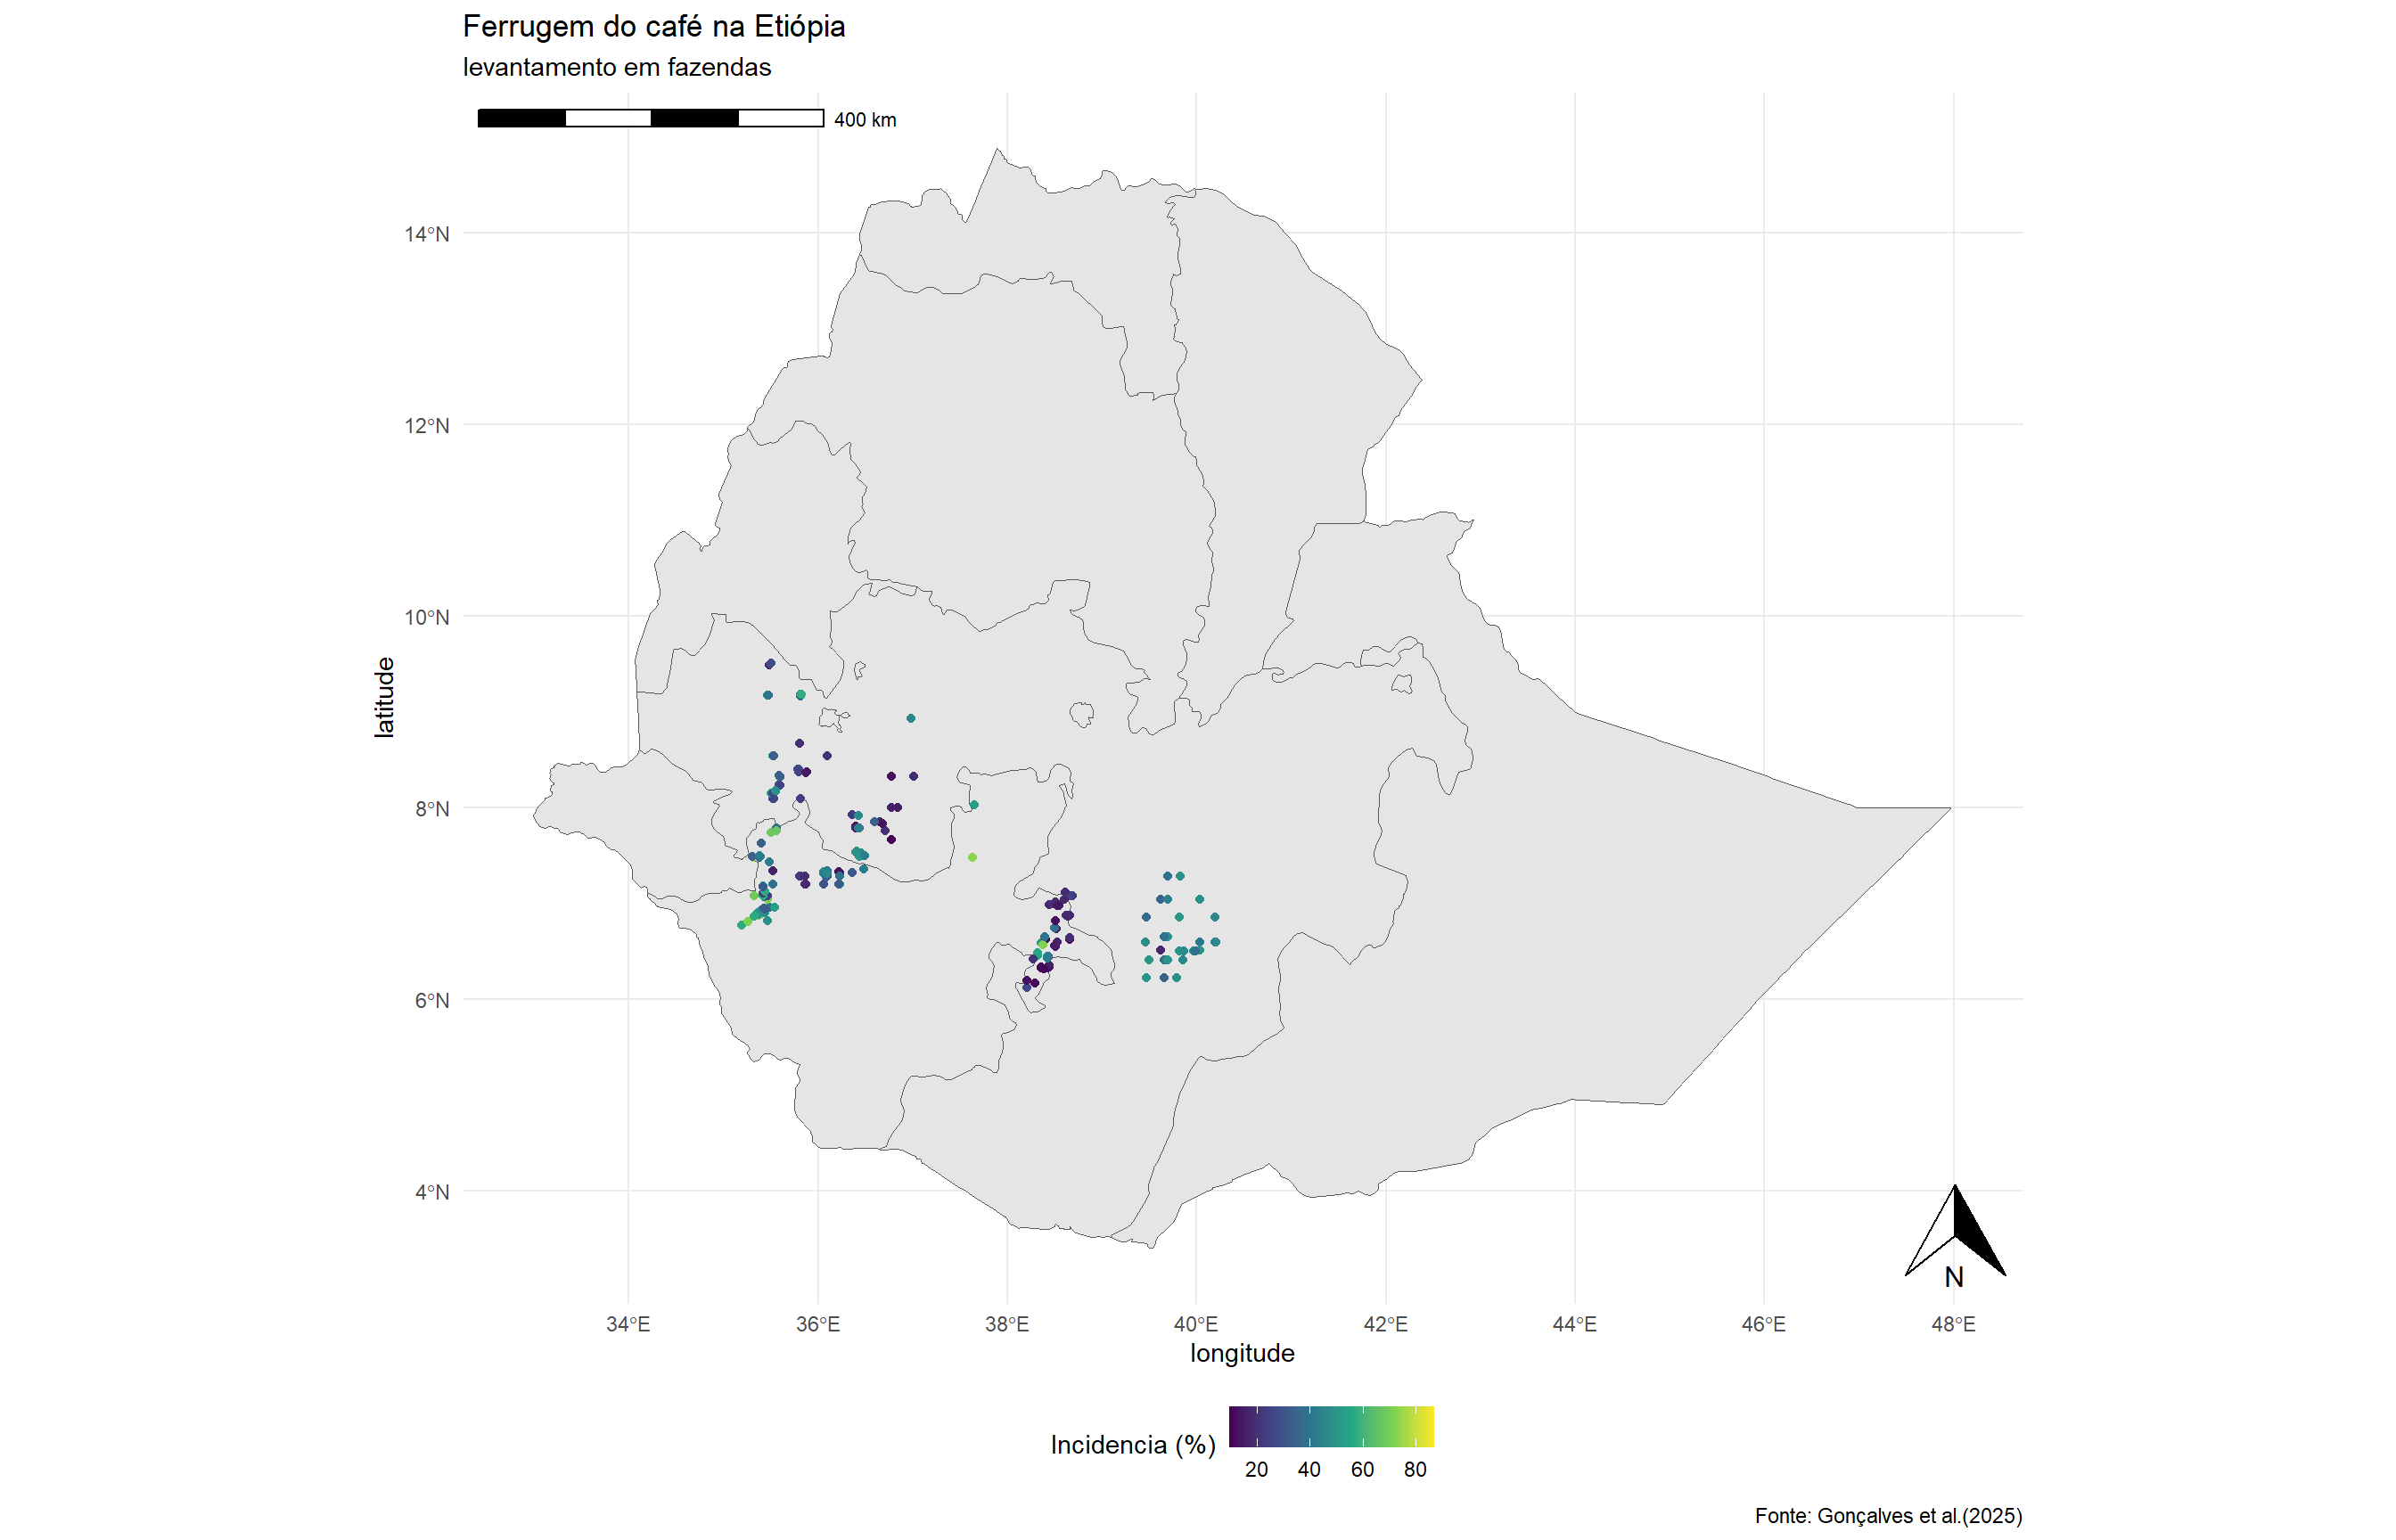 Ferrugem do café na Etiópia
levantamento em fazendas
400 km
14°N
12°N
10°N
8°N
6°N
4°N
latitude
N
34°E 36°E 38°E 40°E 42°E 44°E 46°E 48°E
longitude
Incidencia (%)
20 40 60 80
Fonte: Gonçalves et al.(2025)